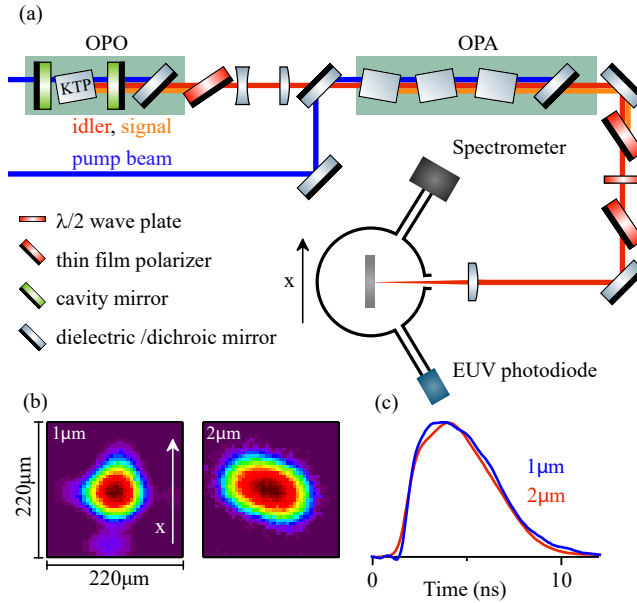 (a)
OPO
OPA
KTP
idler, signal
pump beam
Spectrometer
λ/2 wave plate
thin film polarizer
cavity mirror
dielectric /dichroic mirror
x
EUV photodiode
(b)
(c)
1μm
2μm
x
220μm
220μm
1μm
2μm
0
10
Time (ns)